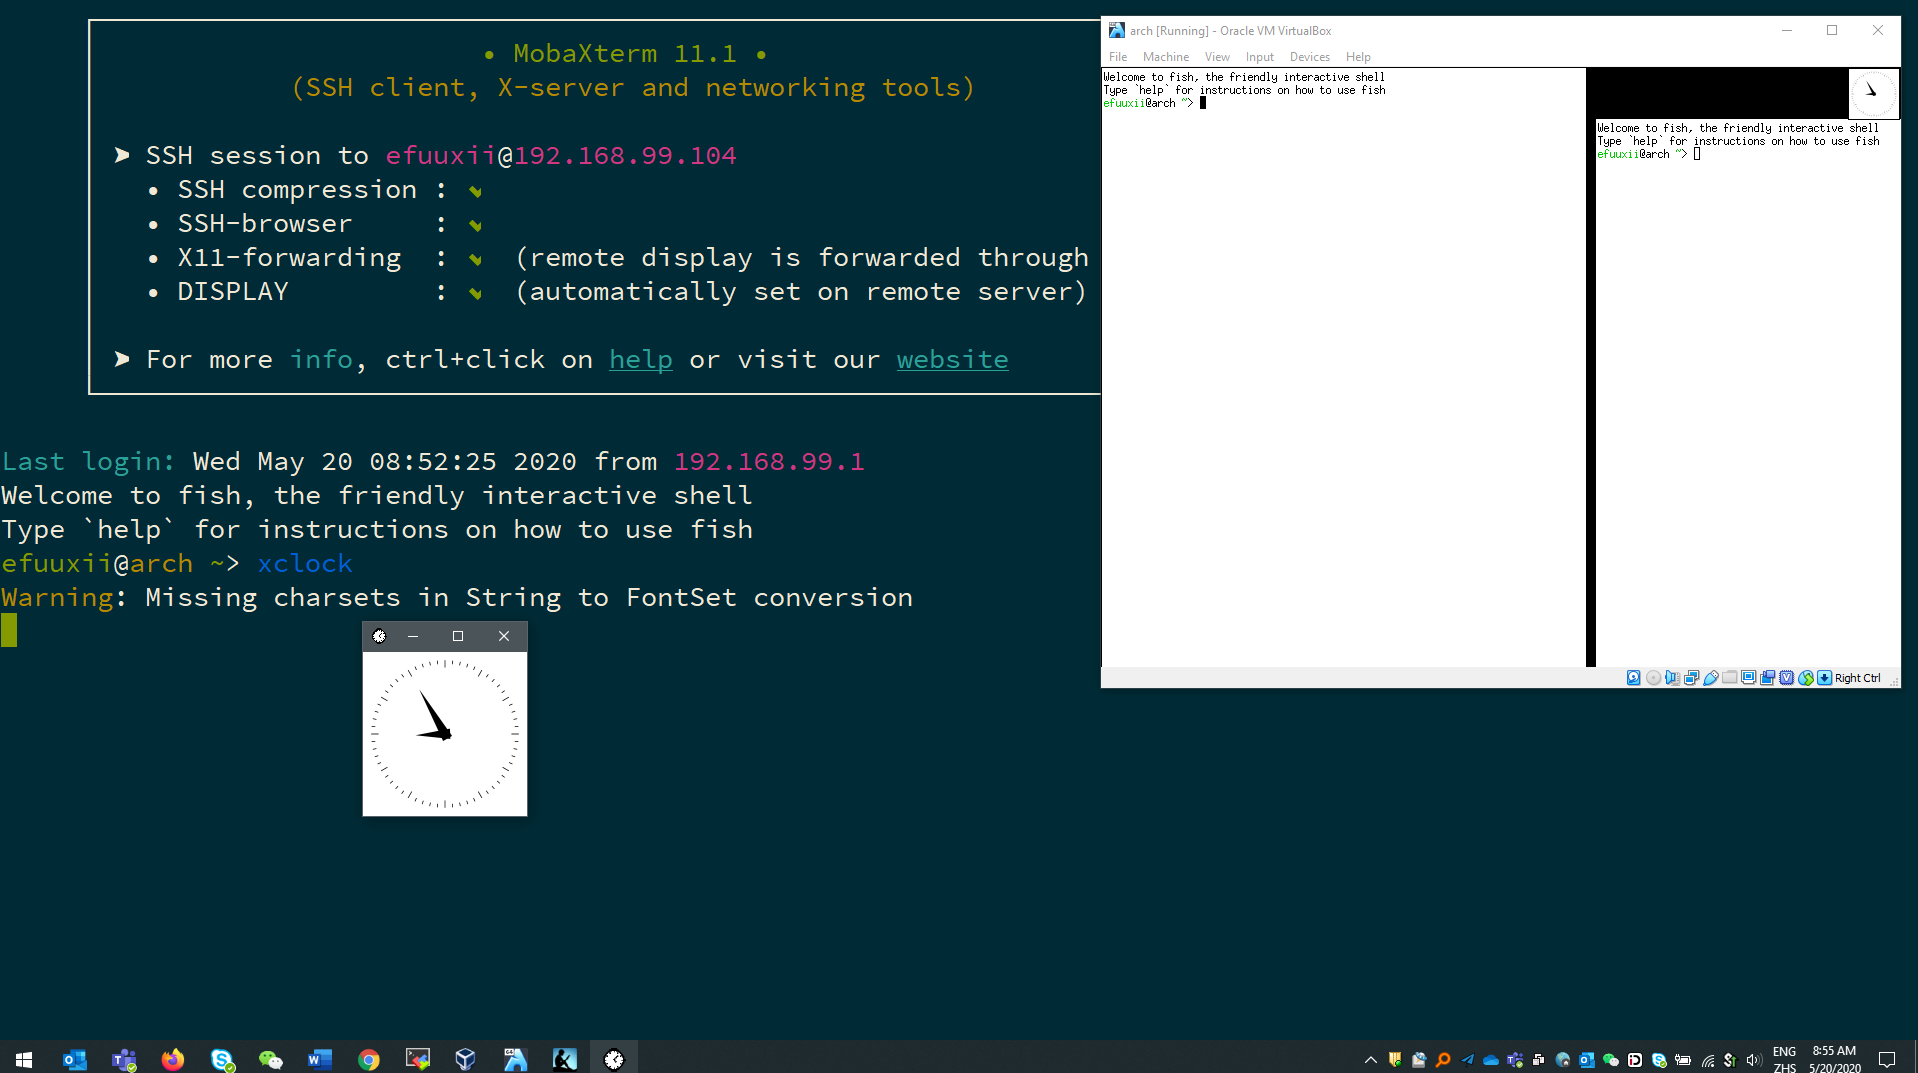 • MobaXterm 11.1 •
(SSH client, X-server and networking tools)
➤ SSH session to efuuxii@192.168.99.104
• SSH compression : ✔
• SSH-browser     : ✔
• X11-forwarding  : ✔  (remote display is forwarded through
• DISPLAY         : ✔  (automatically set on remote server)
➤ For more info, ctrl+click on help or visit our website
Last login: Wed May 20 08:52:25 2020 from 192.168.99.1
Welcome to fish, the friendly interactive shell
Type `help` for instructions on how to use fish
efuuxii@arch ~> xclock
Warning: Missing charsets in String to FontSet conversion
arch [Running] - Oracle VM VirtualBox
File Machine View Input Devices Help
Welcome to fish, the friendly interactive shell
Type `help` for instructions on how to use fish
efuuxii@arch ~>
Welcome to fish, the friendly interactive shell
Type `help` for instructions on how to use fish
efuuxii@arch ~>
Right Ctrl
ENG
ZHS
8:55 AM
5/20/2020